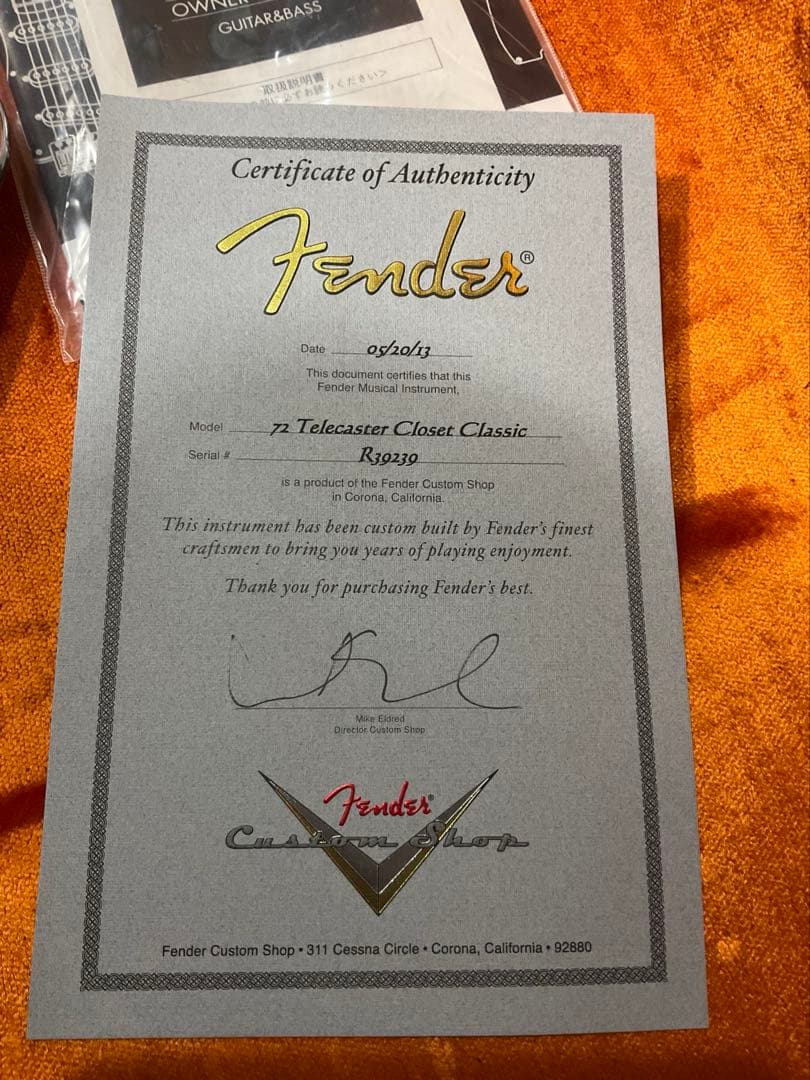 OWNER
GUITAR&BASS
取扱説明書
ください>
Certificate of Authenticity
Fender®
Date 05/20/13
This document certifies that this
Fender Musical Instrument,
Model 72 Telecaster Closet Classic
Serial # R39239
is a product of the Fender Custom Shop
in Corona, California.
This instrument has been custom built by Fender's finest
craftsmen to bring you years of playing enjoyment.
Thank you for purchasing Fender's best.
Mike Eldred
Director Custom Shop
Fender®
Custom Shop
Fender Custom Shop • 311 Cessna Circle • Corona, California • 92880